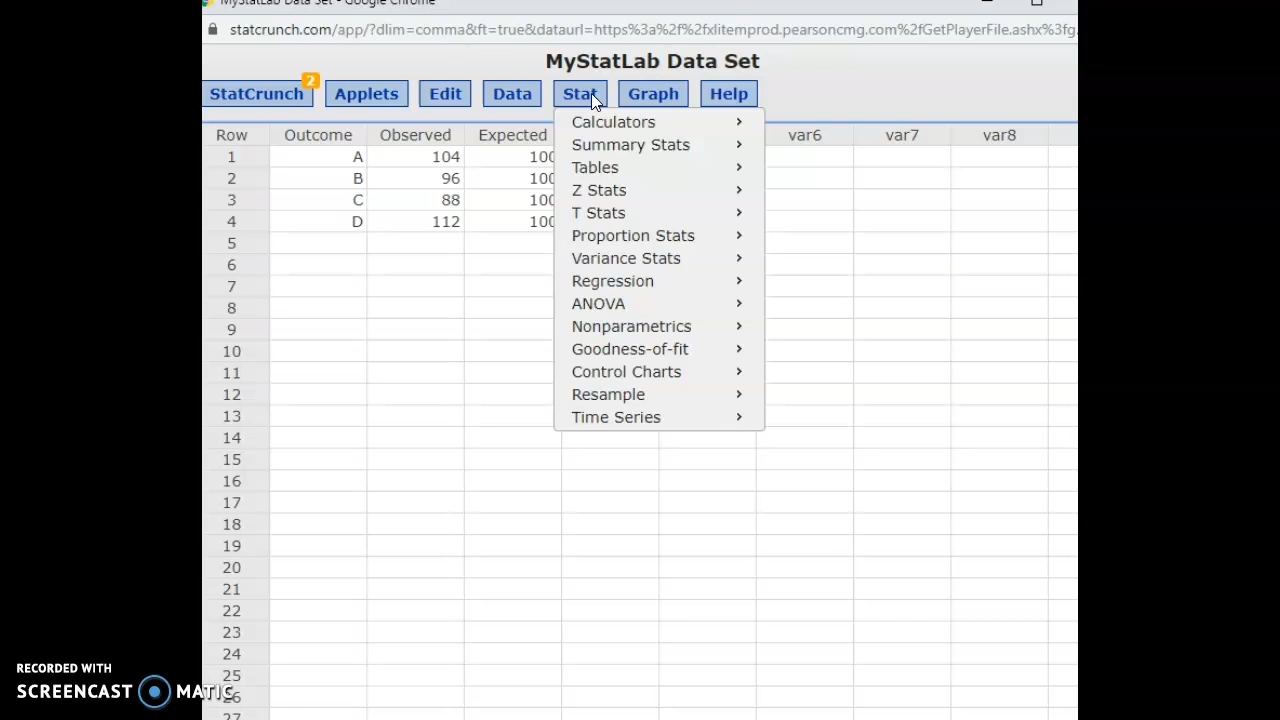 MyStatLab Data Set - Google Chrome
statcrunch.com/app/?dlim=comma&ft=true&dataurl=https%3a%2f%2fxlitemprod.pearsoncmg.com%2fGetPlayerFile.ashx%3fg.
MyStatLab Data Set
StatCrunch 2 Applets Edit Data Stat Graph Help
Row Outcome Observed Expected var6 var7 var8
1 A 104 100
2 B 96 100
3 C 88 100
4 D 112 100
5
6
7
8
9
10
11
12
13
14
15
16
17
18
19
20
21
22
23
24
25
26
27
Calculators
Summary Stats
Tables
Z Stats
T Stats
Proportion Stats
Variance Stats
Regression
ANOVA
Nonparametrics
Goodness-of-fit
Control Charts
Resample
Time Series
RECORDED WITH
SCREENCAST MATIC